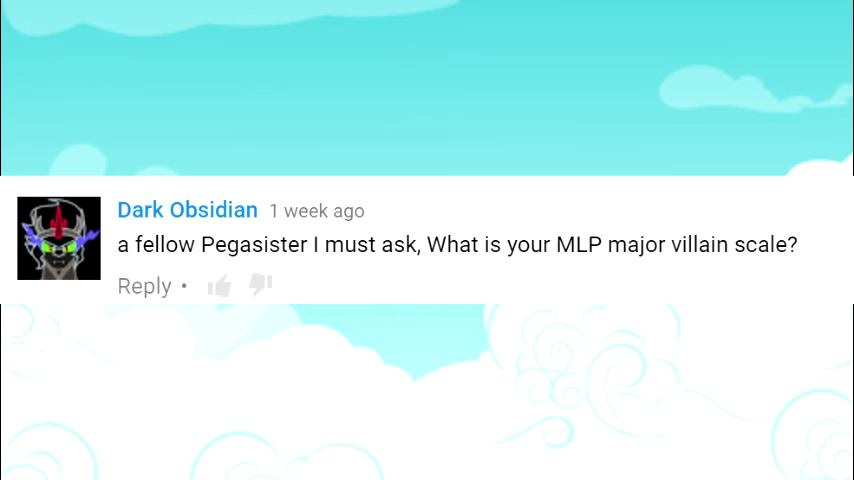 Dark Obsidian 1 week ago
a fellow Pegasister I must ask, What is your MLP major villain scale?
Reply •